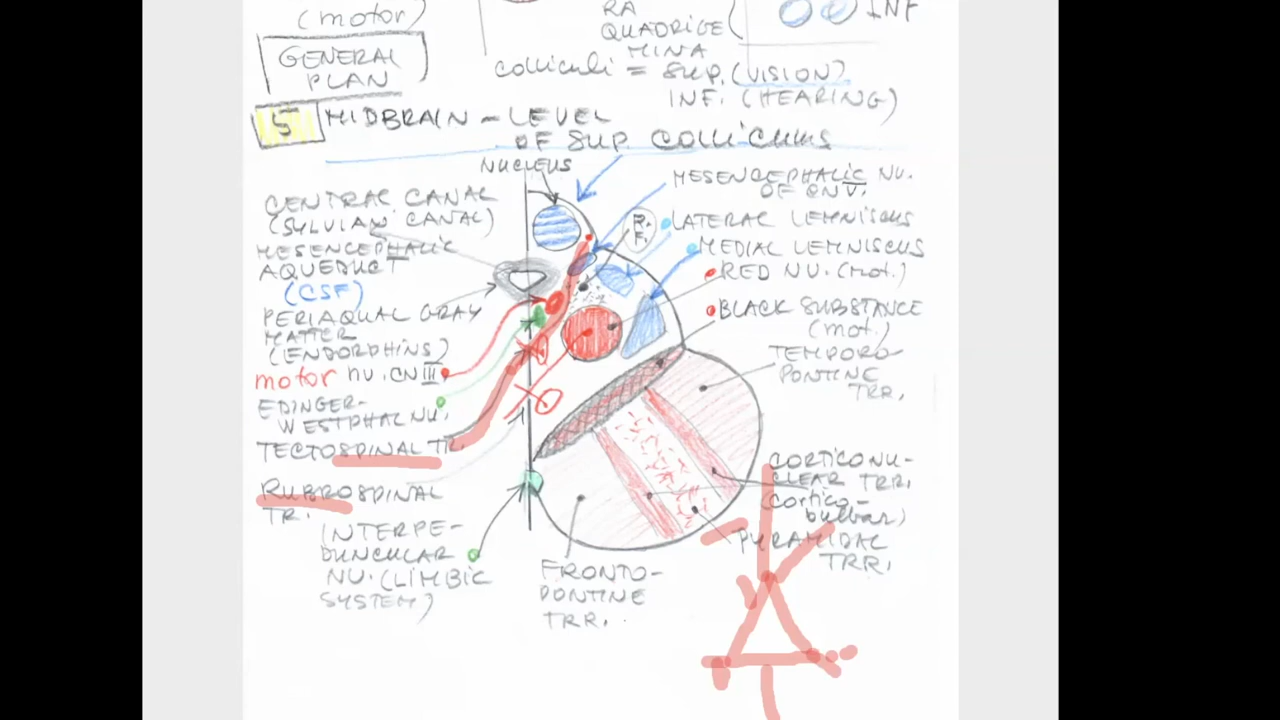 (motor)
GENERAL
PLAN
RA
QUADRIGE
MINA
INF
colliculi = SUP. (VISION)
INF. (HEARING)
5 MIDBRAIN - LEVEL
OF SUP. COLLICULUS
NUCLEUS
CENTRAL CANAL
(SYLVIAN CANAL)
MESENCEPHALIC
AQUEDUCT
(CSF)
PERIAQUAL GRAY
MATTER
(ENDORPHINS)
motor nu. CN III
EDINGER-
WESTPHAL NU.
TECTOSPINAL TR.
RUBROSPINAL
TR.
INTERPE-
DUNCULAR
NU. (LIMBIC
SYSTEM)
FRONTO-
PONTINE
TRR.
MESENCEPHALIC NU.
OF CN V.
R.
F.
LATERAL LEMNISCUS
MEDIAL LEMNISCUS
RED NU. (mot.)
BLACK SUBSTANCE
(mot.)
TEMPORO-
PONTINE
TRR.
CORTICONU-
CLEAR TRR.
(cortico-
bulbar)
PYRAMIDAL
TRR.